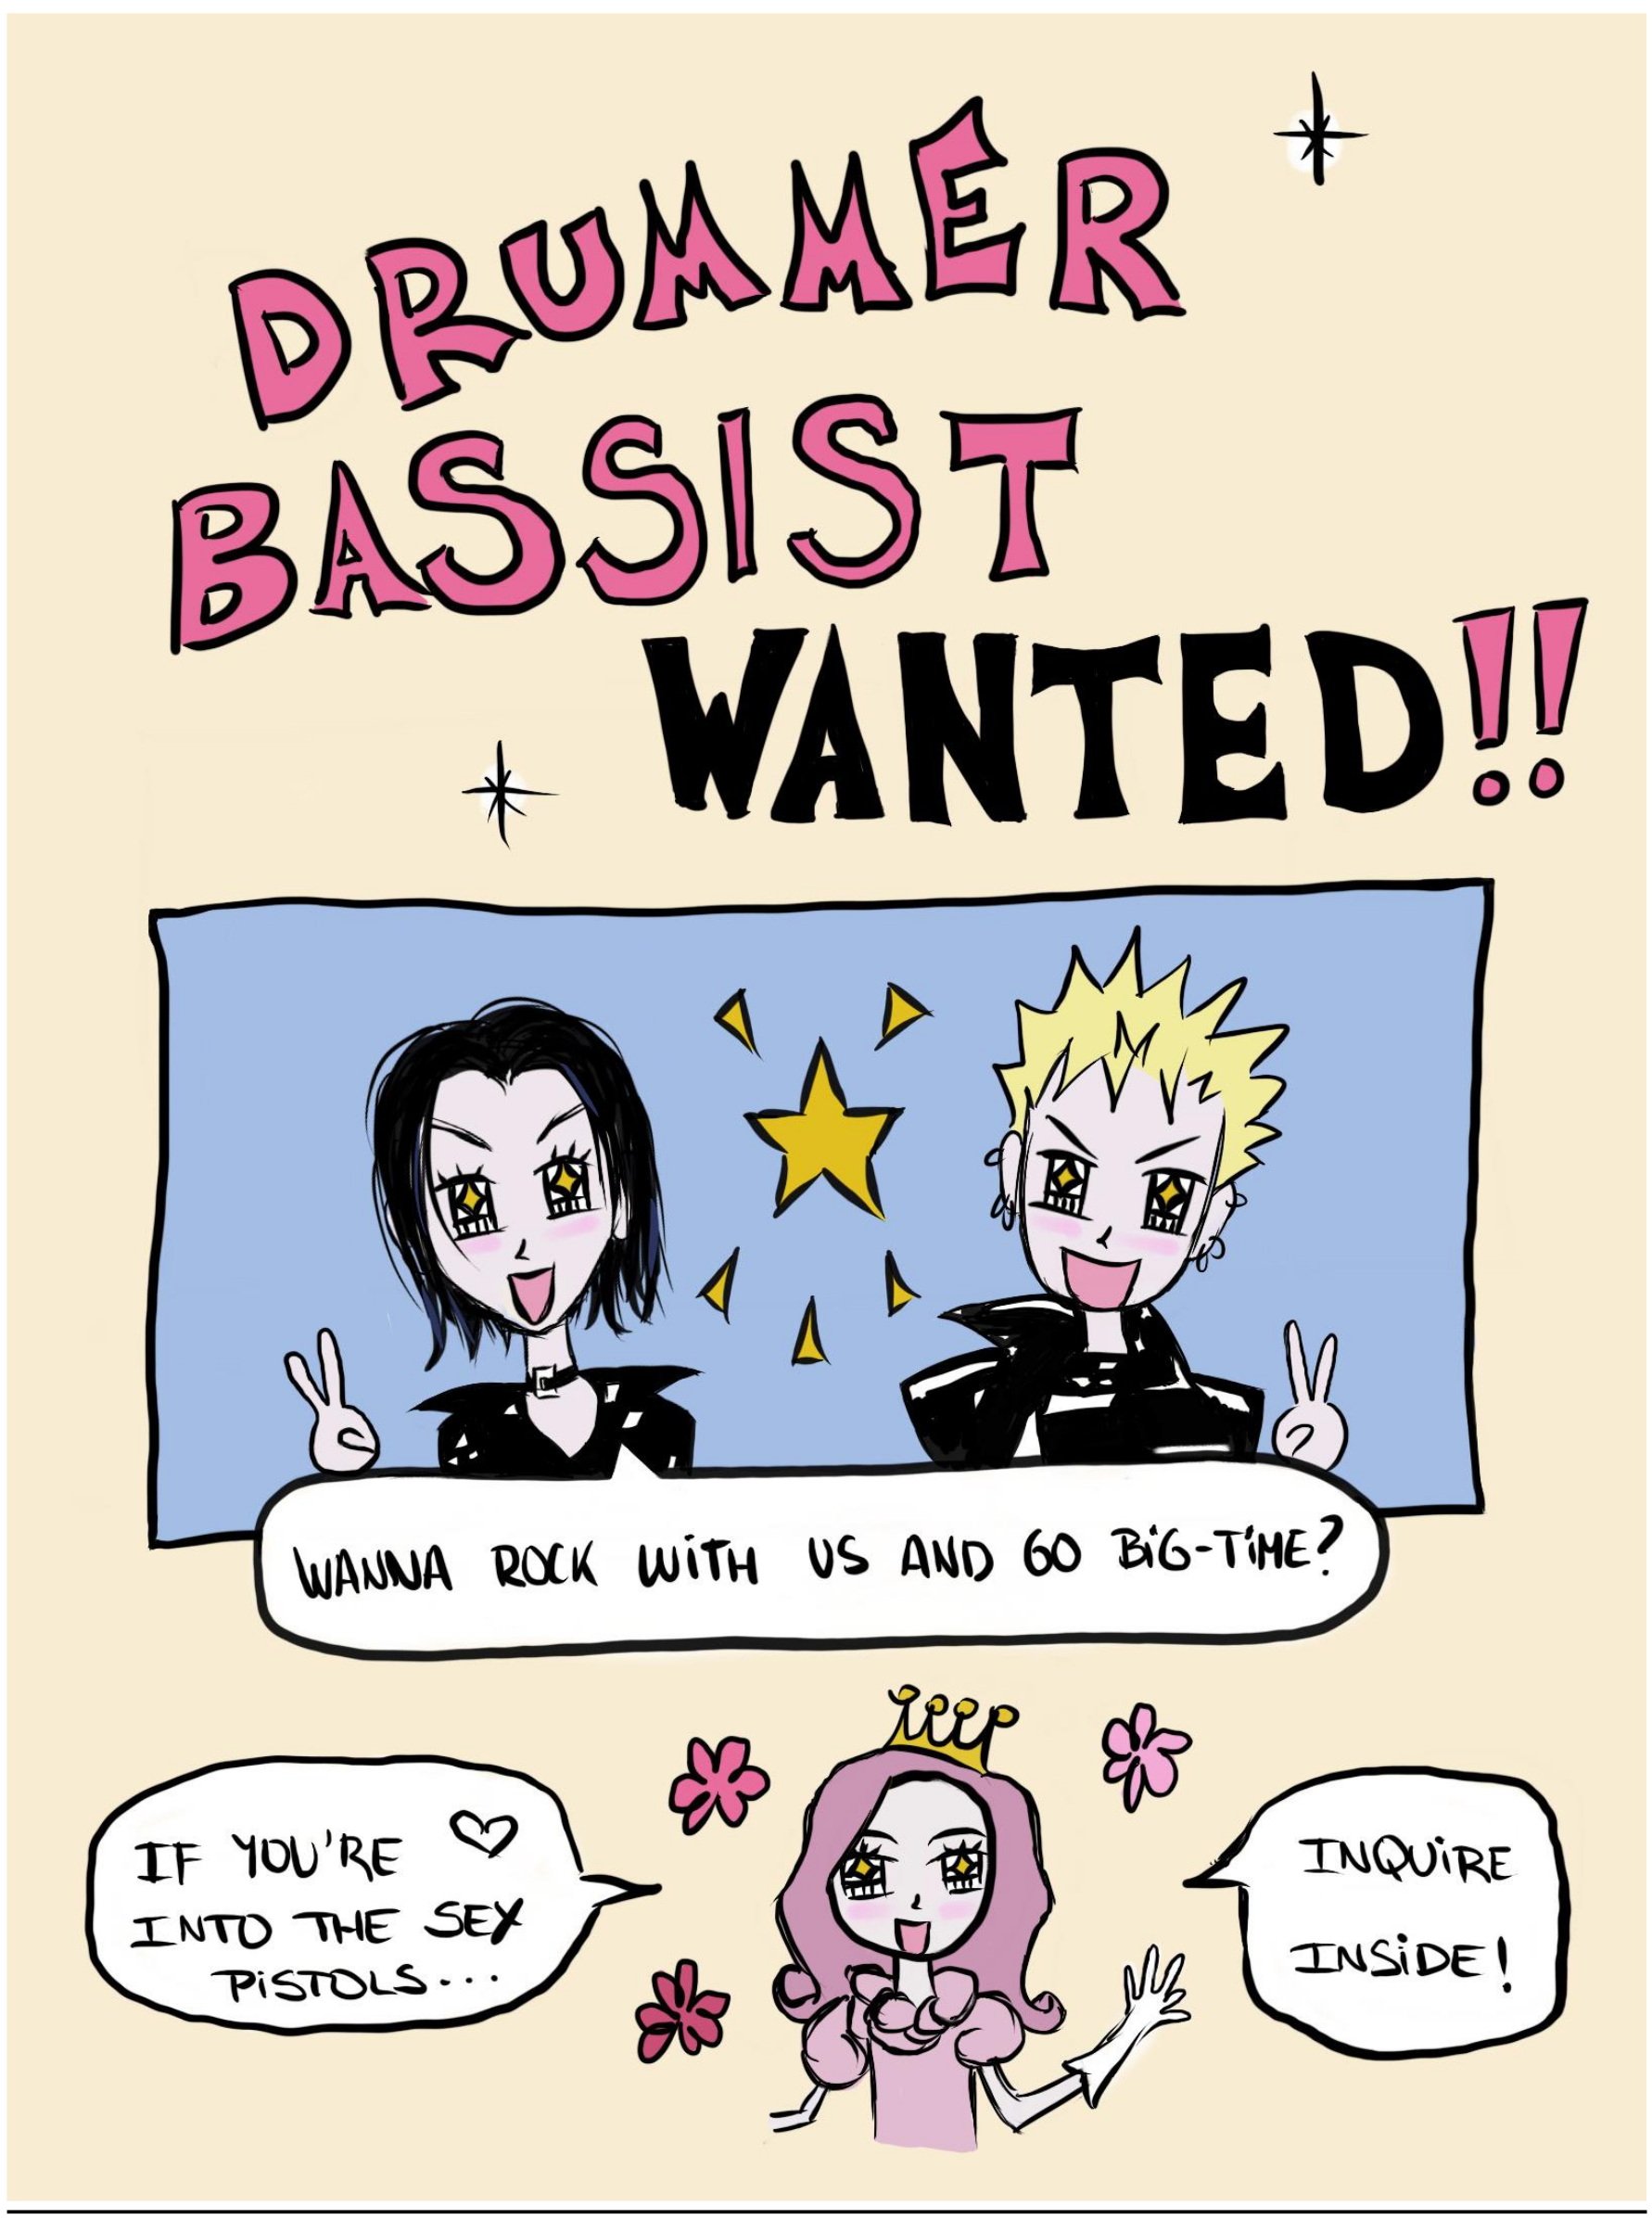 DRUMMER
BASSIST
WANTED!!
WANNA ROCK WITH US AND GO BIG-TIME?
IF YOU'RE ♡
INTO THE SEX
PISTOLS...
INQUIRE
INSIDE!